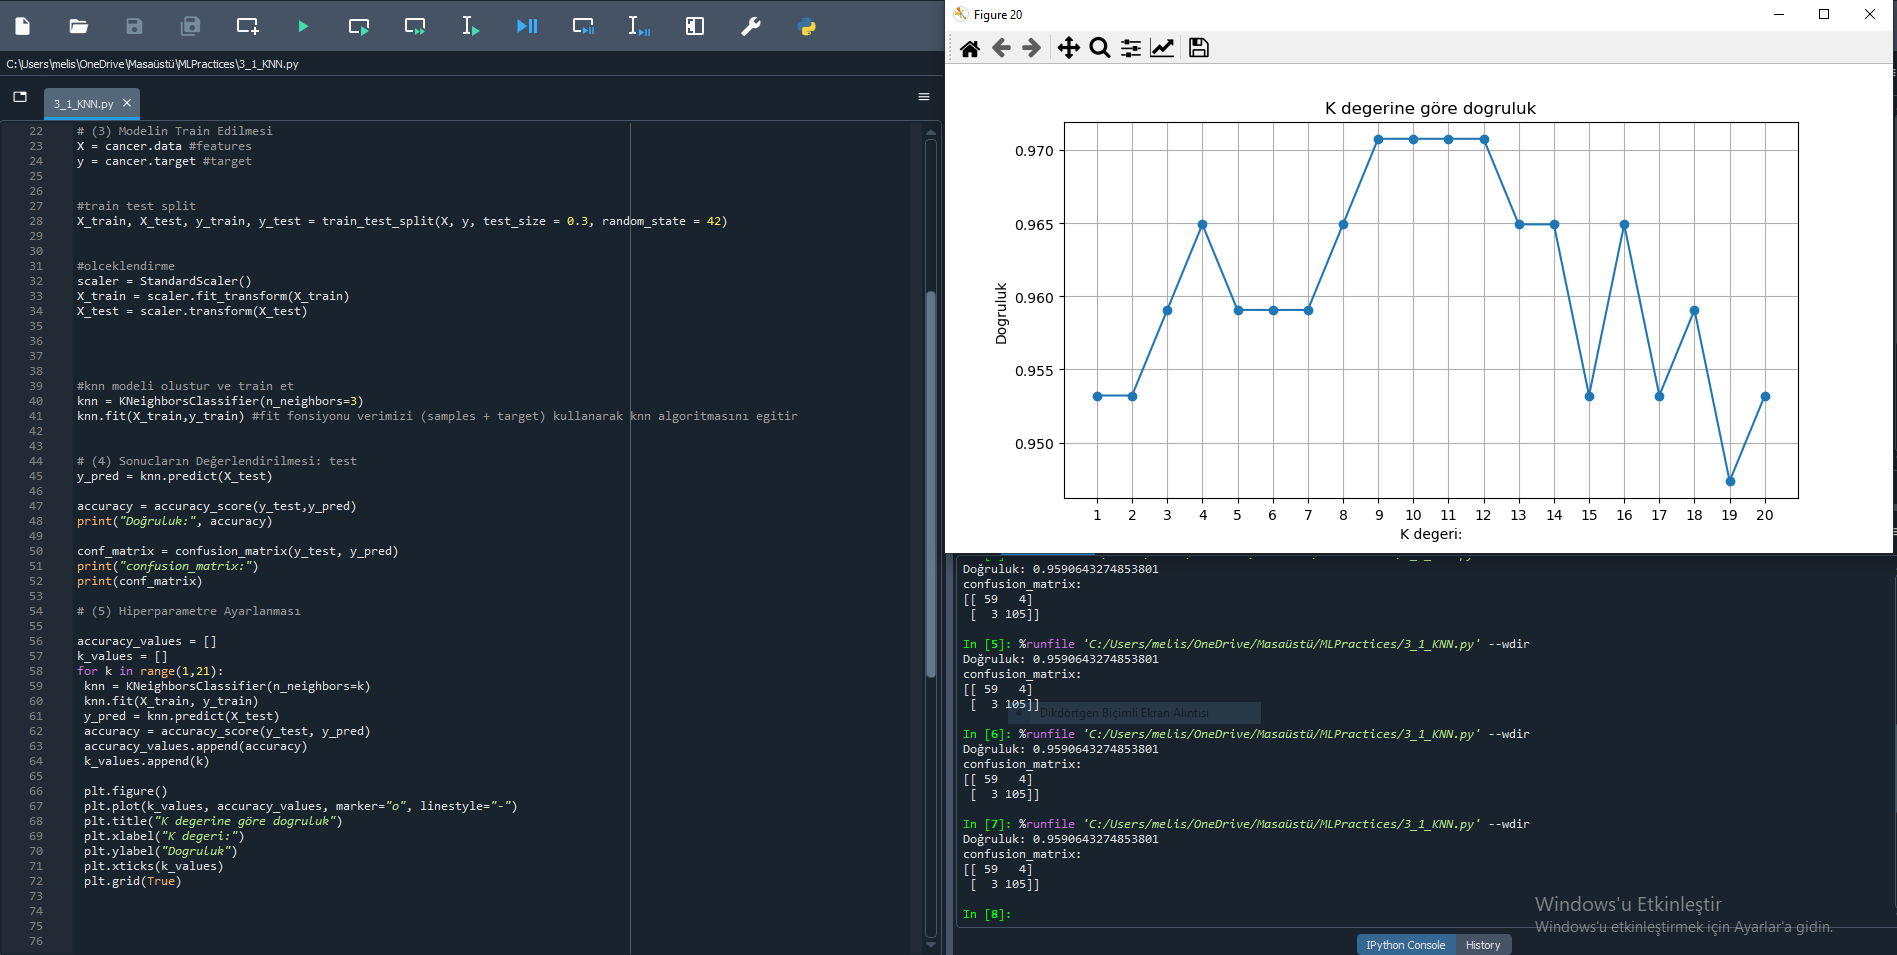 C:\Users\melis\OneDrive\Masaüstü\MLPractices\3_1_KNN.py
3_1_KNN.py
22 # (3) Modelin Train Edilmesi
23 X = cancer.data #features
24 y = cancer.target #target
25
26
27 #train test split
28 X_train, X_test, y_train, y_test = train_test_split(X, y, test_size = 0.3, random_state = 42)
29
30
31 #olceklendirme
32 scaler = StandardScaler()
33 X_train = scaler.fit_transform(X_train)
34 X_test = scaler.transform(X_test)
35
36
37
38
39 #knn modeli olustur ve train et
40 knn = KNeighborsClassifier(n_neighbors=3)
41 knn.fit(X_train,y_train) #fit fonsiyonu verimizi (samples + target) kullanarak knn algoritmasını egitir
42
43
44 # (4) Sonucların Değerlendirilmesi: test
45 y_pred = knn.predict(X_test)
46
47 accuracy = accuracy_score(y_test,y_pred)
48 print("Doğruluk:", accuracy)
49
50 conf_matrix = confusion_matrix(y_test, y_pred)
51 print("confusion_matrix:")
52 print(conf_matrix)
53
54 # (5) Hiperparametre Ayarlanması
55
56 accuracy_values = []
57 k_values = []
58 for k in range(1,21):
59 knn = KNeighborsClassifier(n_neighbors=k)
60 knn.fit(X_train, y_train)
61 y_pred = knn.predict(X_test)
62 accuracy = accuracy_score(y_test, y_pred)
63 accuracy_values.append(accuracy)
64 k_values.append(k)
65
66 plt.figure()
67 plt.plot(k_values, accuracy_values, marker="o", linestyle="-")
68 plt.title("K degerine göre dogruluk")
69 plt.xlabel("K degeri:")
70 plt.ylabel("Dogruluk")
71 plt.xticks(k_values)
72 plt.grid(True)
73
74
75
76
Figure 20
K degerine göre dogruluk
0.970
0.965
0.960
0.955
0.950
Dogruluk
1 2 3 4 5 6 7 8 9 10 11 12 13 14 15 16 17 18 19 20
K degeri:
Doğruluk: 0.9590643274853801
confusion_matrix:
[[ 59 4]
[ 3 105]]
In [5]: %runfile 'C:/Users/melis/OneDrive/Masaüstü/MLPractices/3_1_KNN.py' --wdir
Doğruluk: 0.9590643274853801
confusion_matrix:
[[ 59 4]
[ 3 105]]
Dikdörtgen Biçimli Ekran Alıntısı
In [6]: %runfile 'C:/Users/melis/OneDrive/Masaüstü/MLPractices/3_1_KNN.py' --wdir
Doğruluk: 0.9590643274853801
confusion_matrix:
[[ 59 4]
[ 3 105]]
In [7]: %runfile 'C:/Users/melis/OneDrive/Masaüstü/MLPractices/3_1_KNN.py' --wdir
Doğruluk: 0.9590643274853801
confusion_matrix:
[[ 59 4]
[ 3 105]]
In [8]:
Windows'u Etkinleştir
Windows'u etkinleştirmek için Ayarlar'a gidin.
IPython Console History